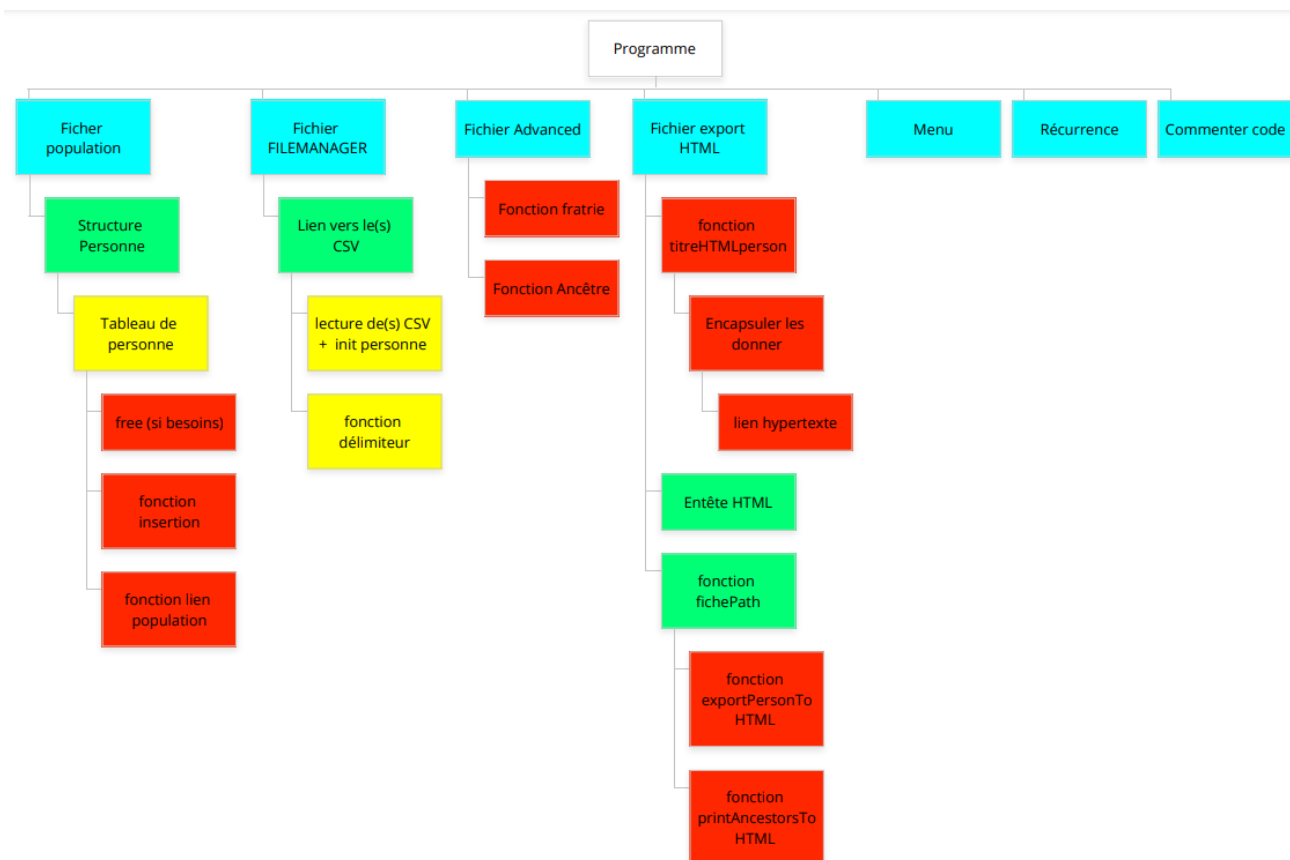 Programme
Ficher
population
Fichier
FILEMANAGER
Fichier Advanced
Fichier export
HTML
Menu
Récurrence
Commenter code
Structure
Personne
Tableau de
personne
free (si besoins)
fonction
insertion
fonction lien
population
Lien vers le(s)
CSV
lecture de(s) CSV
+ init personne
fonction
délimiteur
Fonction fratrie
Fonction Ancêtre
fonction
titreHTMLperson
Encapsuler les
donner
lien hypertexte
Entête HTML
fonction
fichePath
fonction
exportPersonTo
HTML
fonction
printAncestorsTo
HTML